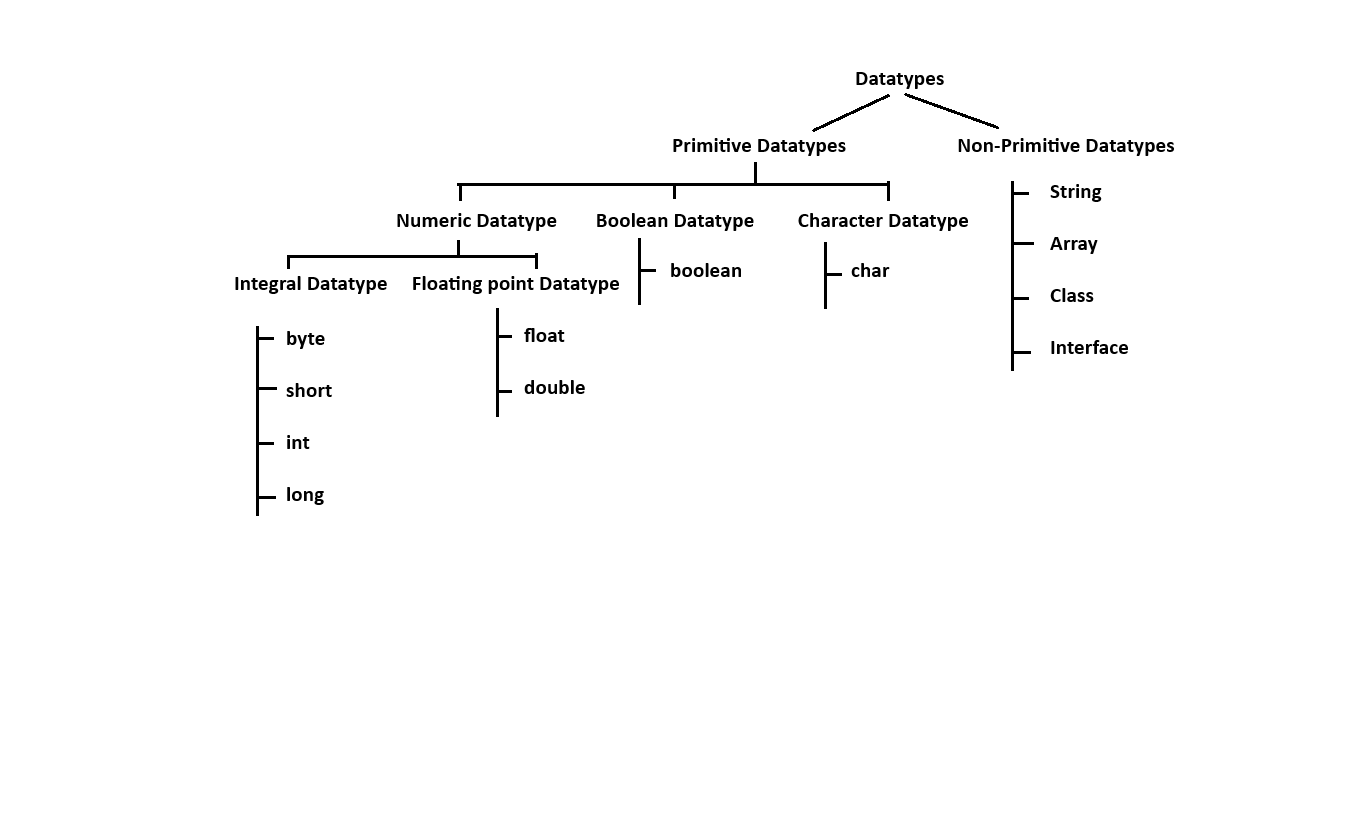 Datatypes
Primitive Datatypes
Non-Primitive Datatypes
Numeric Datatype
Boolean Datatype
Character Datatype
Integral Datatype
Floating point Datatype
byte
short
int
long
float
double
boolean
char
String
Array
Class
Interface